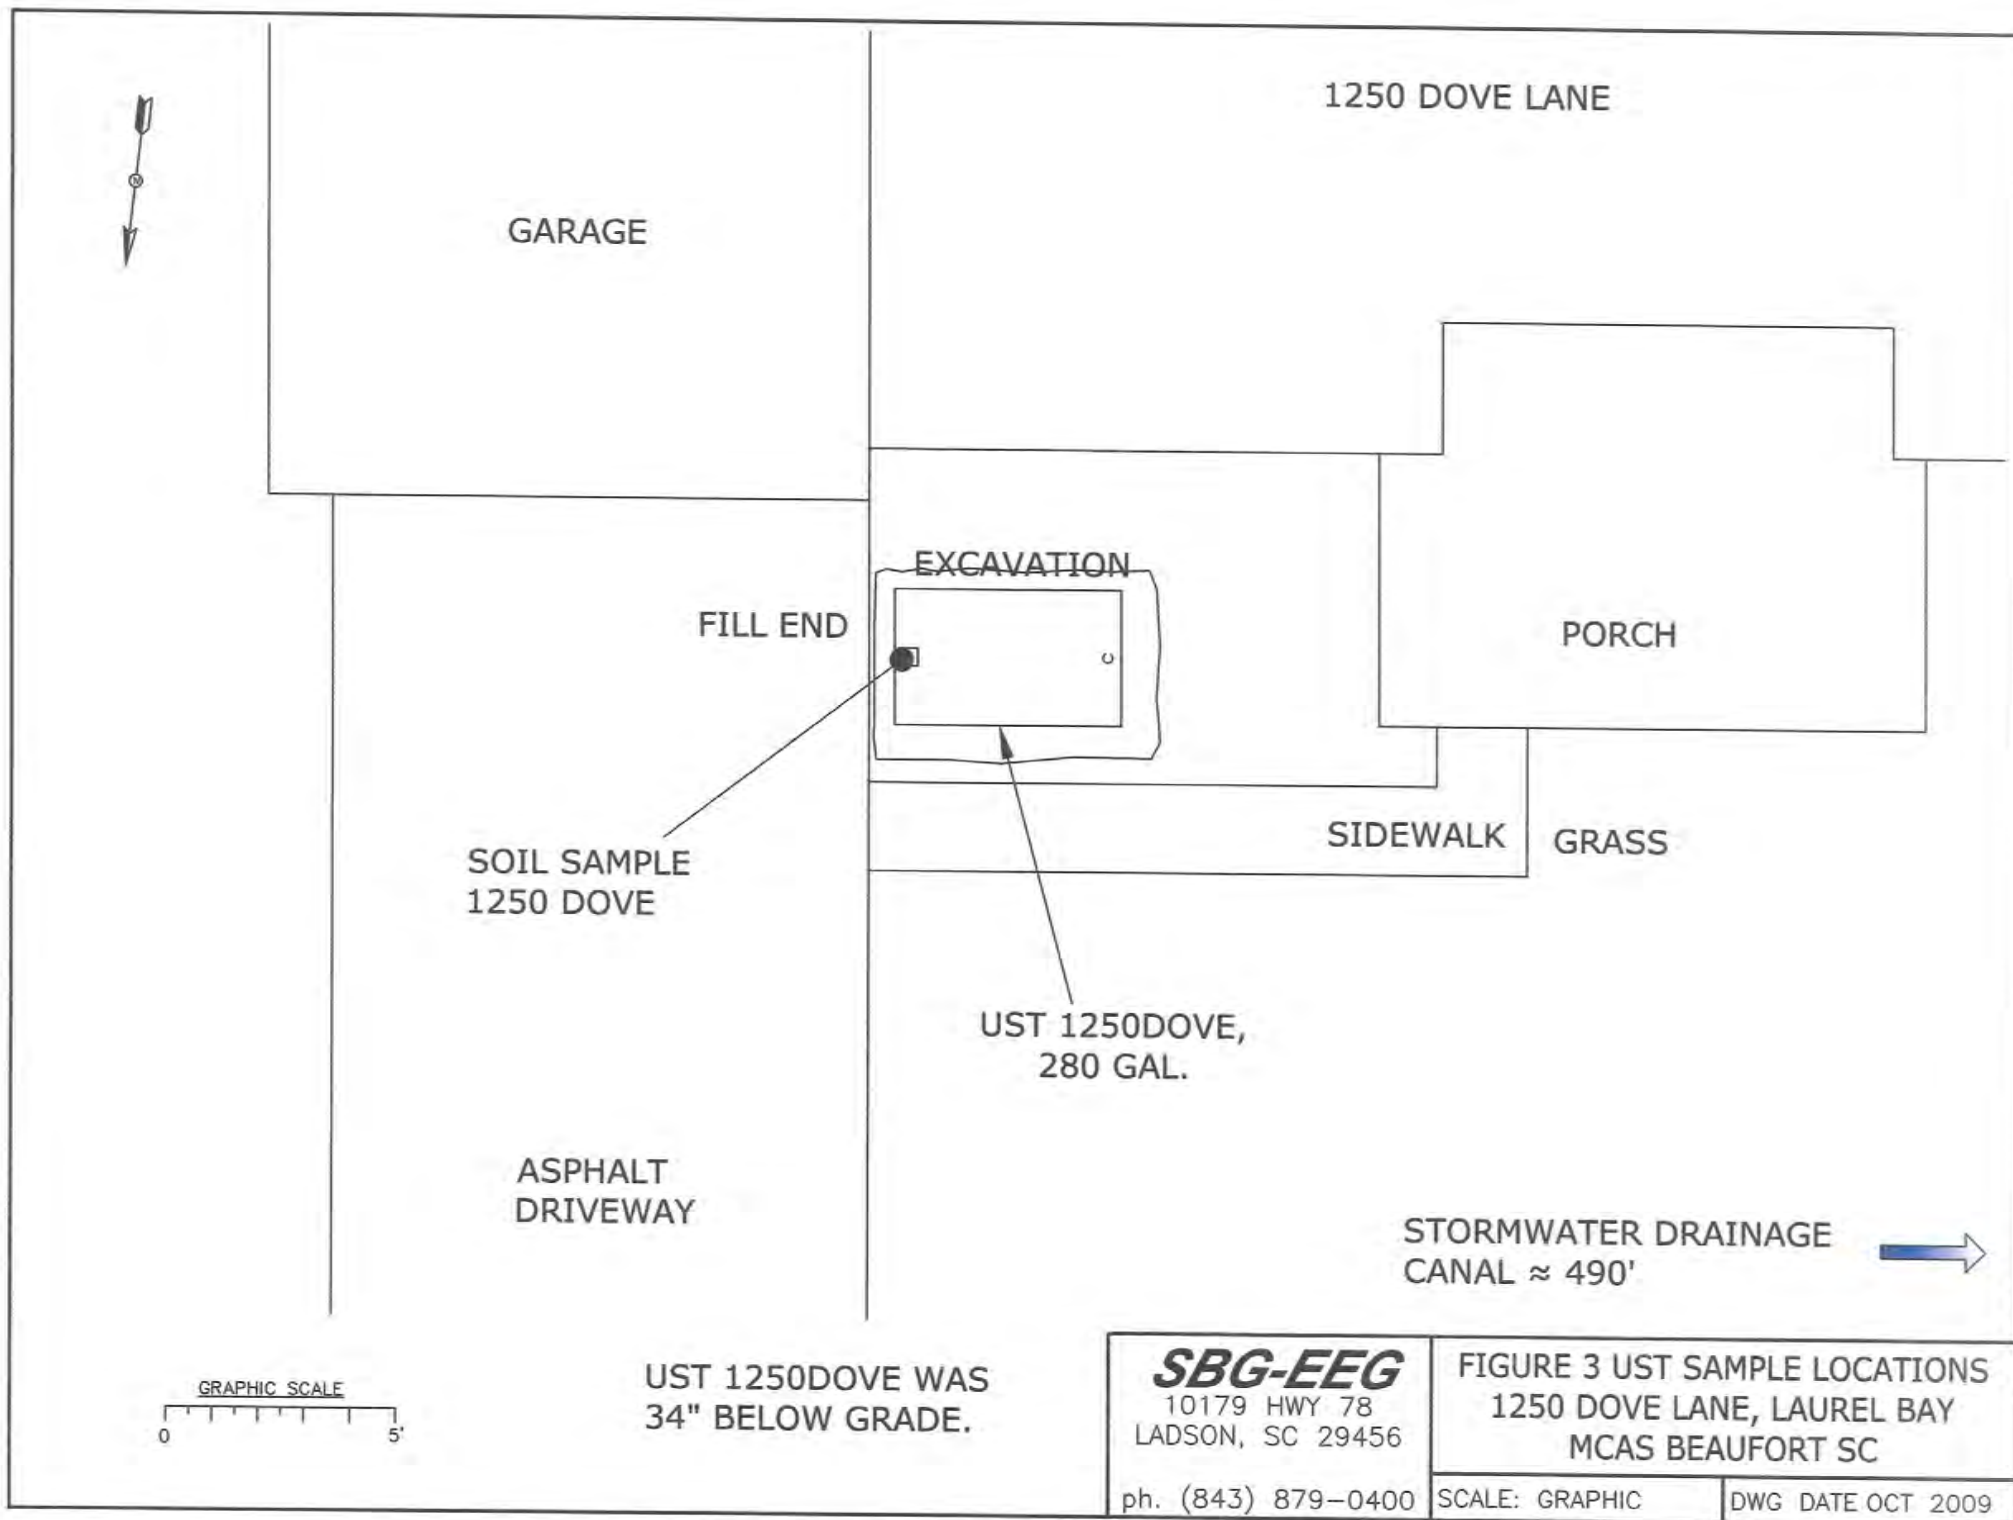 1250 DOVE LANE
N
GARAGE
EXCAVATION
FILL END
C
PORCH
SIDEWALK
GRASS
SOIL SAMPLE
1250 DOVE
UST 1250DOVE,
280 GAL.
ASPHALT
DRIVEWAY
STORMWATER DRAINAGE
CANAL ≈ 490'
GRAPHIC SCALE
0 5'
UST 1250DOVE WAS
34" BELOW GRADE.
SBG-EEG
10179 HWY 78
LADSON, SC 29456
ph. (843) 879-0400
FIGURE 3 UST SAMPLE LOCATIONS
1250 DOVE LANE, LAUREL BAY
MCAS BEAUFORT SC
SCALE: GRAPHIC
DWG DATE OCT 2009